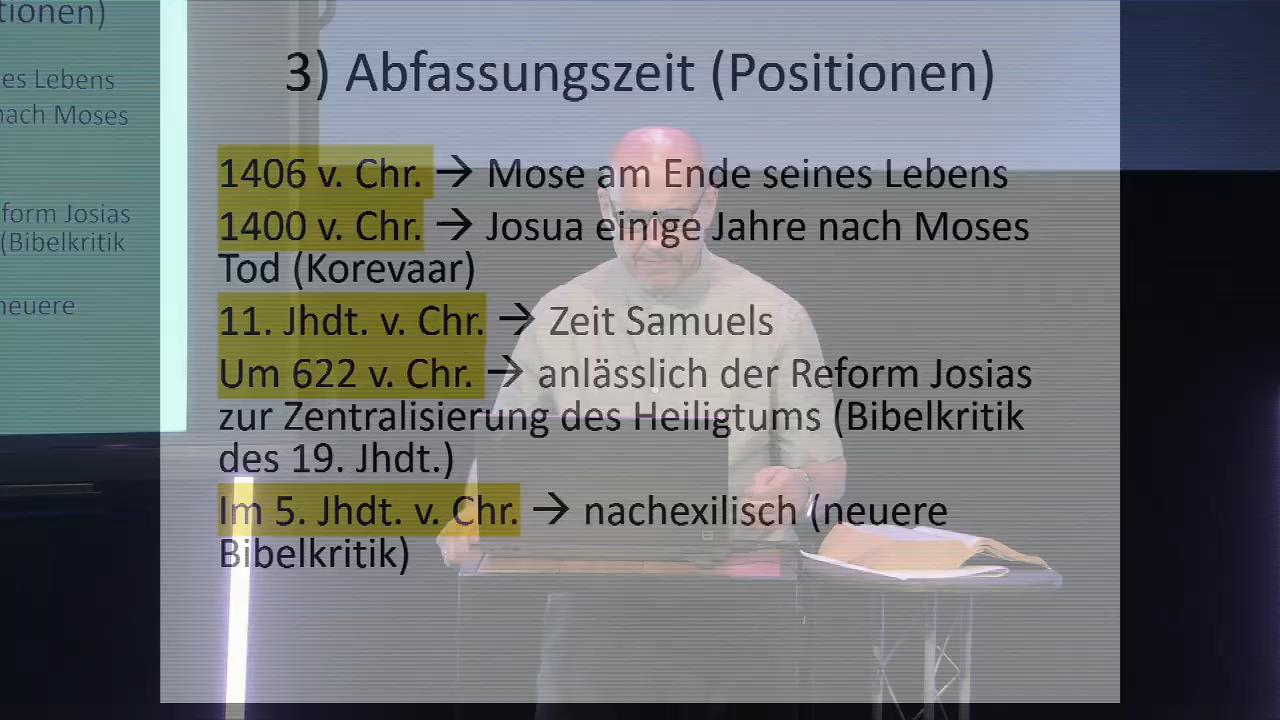 tionen)
es Lebens
nach Moses
form Josias
(Bibelkritik
neuere
3) Abfassungszeit (Positionen)
1406 v. Chr. → Mose am Ende seines Lebens
1400 v. Chr. → Josua einige Jahre nach Moses
Tod (Korevaar)
11. Jhdt. v. Chr. → Zeit Samuels
Um 622 v. Chr. → anlässlich der Reform Josias
zur Zentralisierung des Heiligtums (Bibelkritik
des 19. Jhdt.)
Im 5. Jhdt. v. Chr. → nachexilisch (neuere
Bibelkritik)